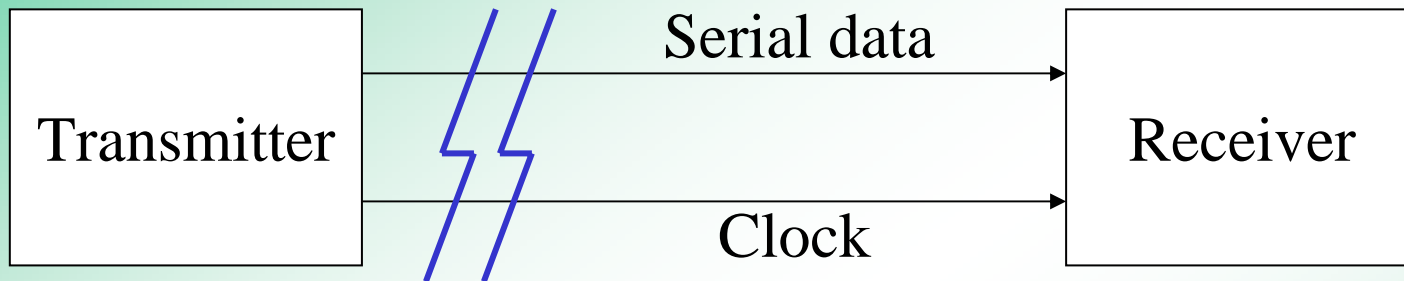 Serial data
Transmitter
Receiver
Clock